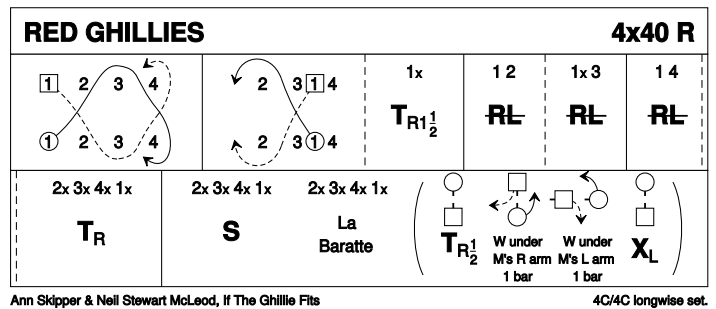 RED GHILLIES 4x40 R
1 2 3 4 2 3 1 4 1x 1 2 1x 3 1 4
TR1½ RL RL RL
1 2 3 4 2 3 1 4
2x 3x 4x 1x 2x 3x 4x 1x 2x 3x 4x 1x
TR S La
Baratte
TR½ W under W under XL
M's R arm M's L arm
1 bar 1 bar
Ann Skipper & Neil Stewart McLeod, If The Ghillie Fits 4C/4C longwise set.